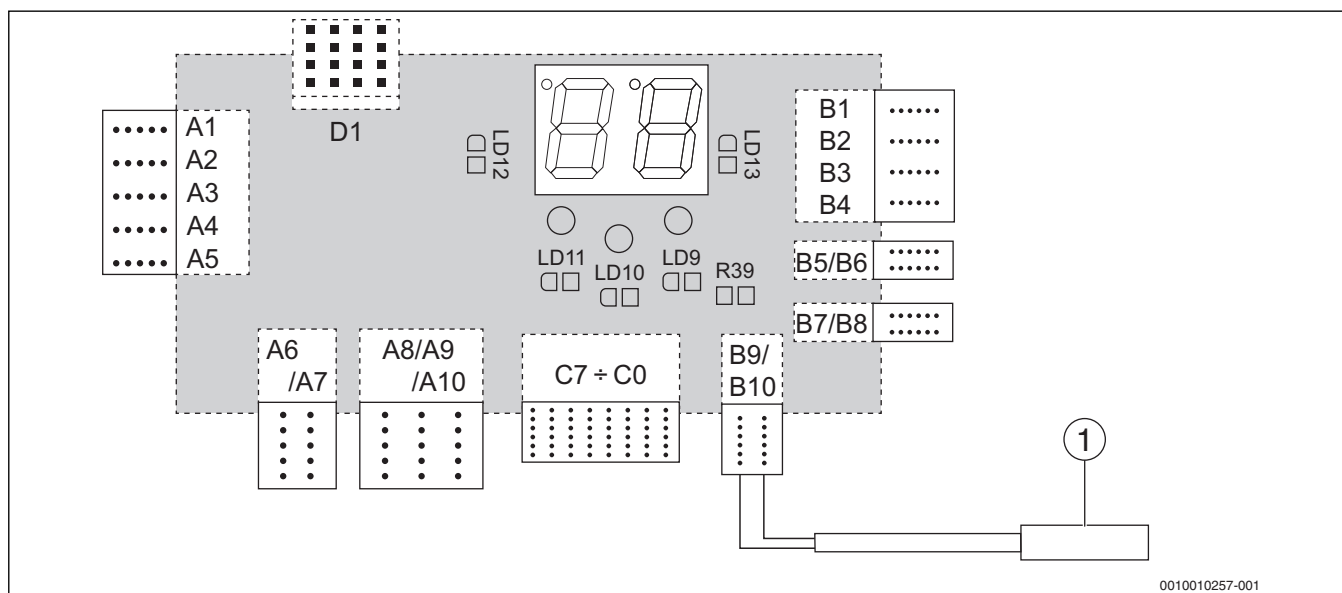 D1
A1
A2
A3
A4
A5
LD12
LD13
B1
B2
B3
B4
LD11
LD10
LD9
R39
B5/B6
B7/B8
A6
/A7
A8/A9
/A10
C7 ÷ C0
B9/
B10
1
0010010257-001